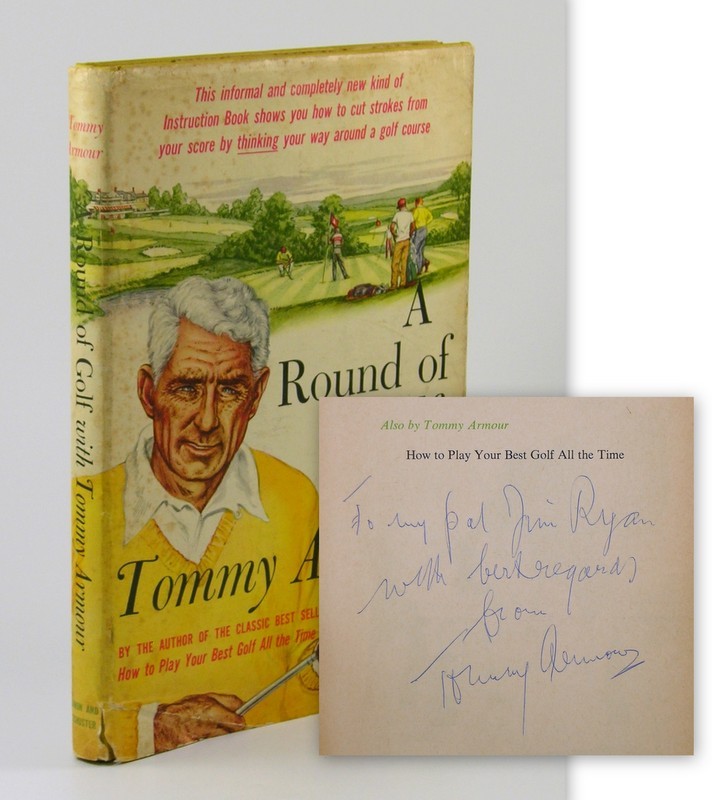 Tommy
Armour
A Round of Golf with Tommy Armour
This informal and completely new kind of
Instruction Book shows you how to cut strokes from
your score by thinking your way around a golf course
A
Round of
Tommy A
BY THE AUTHOR OF THE CLASSIC BEST SELL
How to Play Your Best Golf All the Time
Also by Tommy Armour
How to Play Your Best Golf All the Time
To my pal Jim Ryan
with best regards
from
Tommy Armour